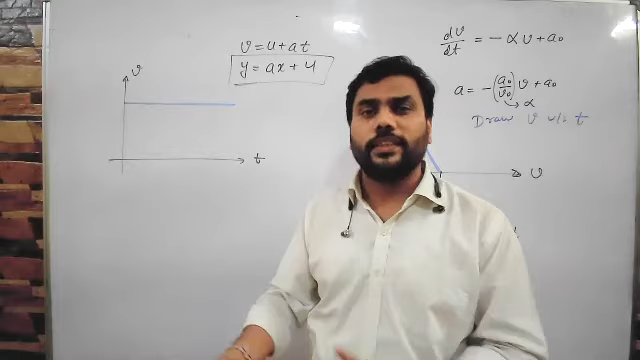 v = u + at
y = ax + u
v
t
dv/dt = - αv + a₀
a = -(a₀/v₀) v + a₀
α
Draw v v/s t
v